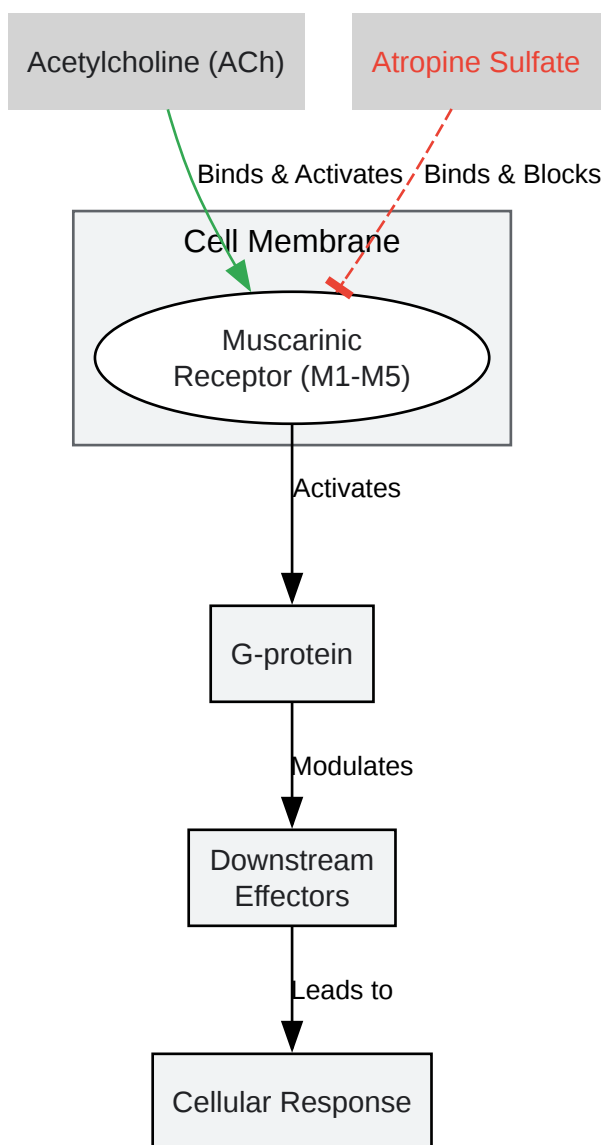 Acetylcholine (ACh)
Atropine Sulfate
Binds & Activates
Binds & Blocks
Cell Membrane
Muscarinic
Receptor (M1-M5)
Activates
G-protein
Modulates
Downstream
Effectors
Leads to
Cellular Response